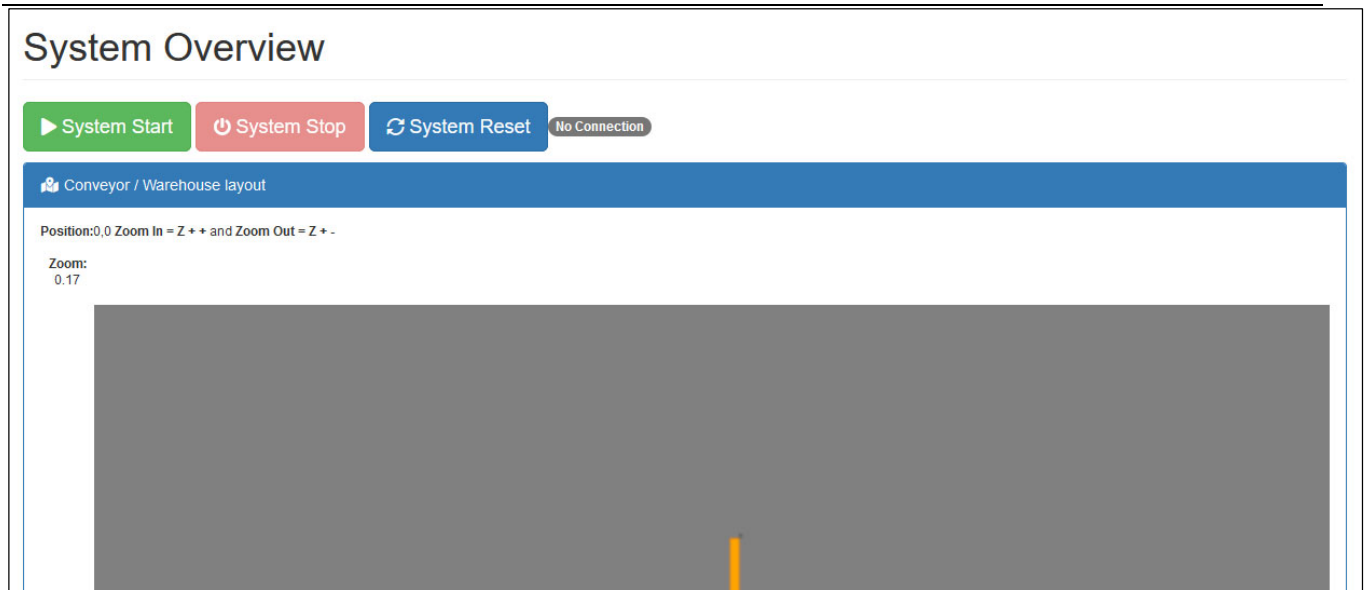 System Overview
System Start System Stop System Reset No Connection
Conveyor / Warehouse layout
Position:0,0 Zoom In = Z + + and Zoom Out = Z + -
Zoom:
0.17